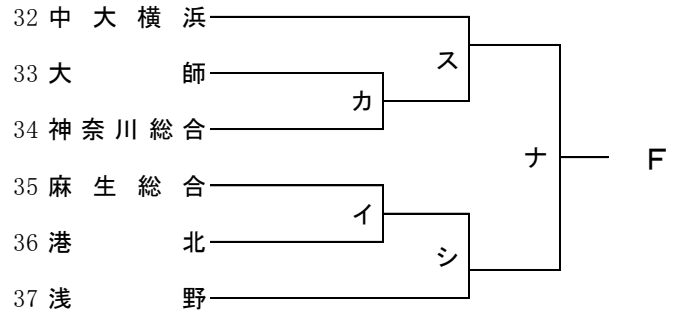 32 中大横浜
ス
33 大師
カ
34 神奈川総合
ナ F
35 麻生総合
イ
36 港北
シ
37 浅野